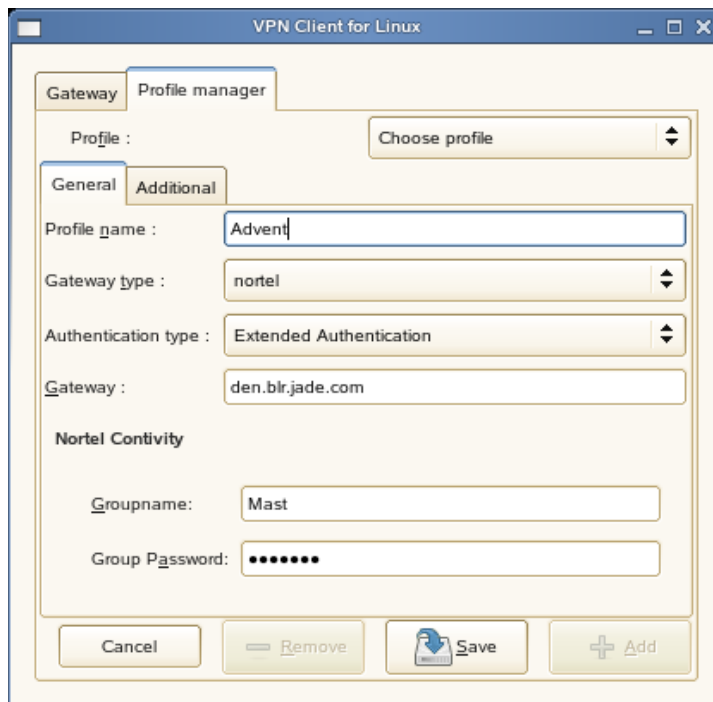 VPN Client for Linux
Gateway Profile manager
Profile : Choose profile
General Additional
Profile name : Advent
Gateway type : nortel
Authentication type : Extended Authentication
Gateway : den.blr.jade.com
Nortel Contivity
Groupname: Mast
Group Password: •••••••
Cancel Remove Save Add